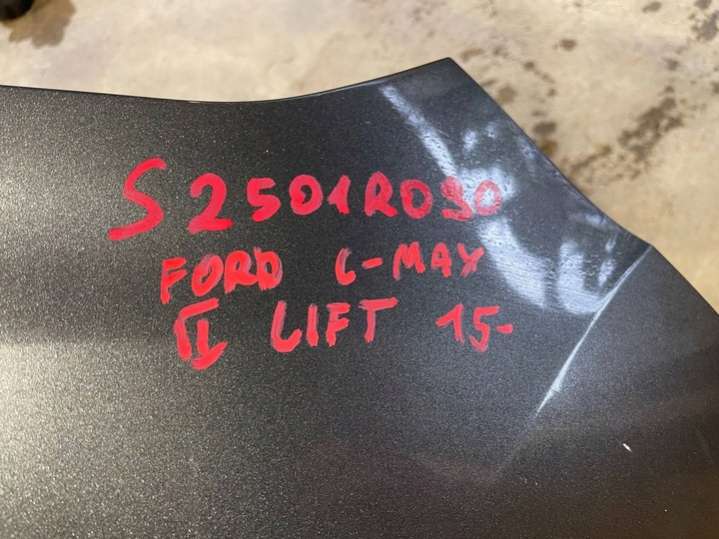 S2501R030
FORD C-MAX
II LIFT 15-